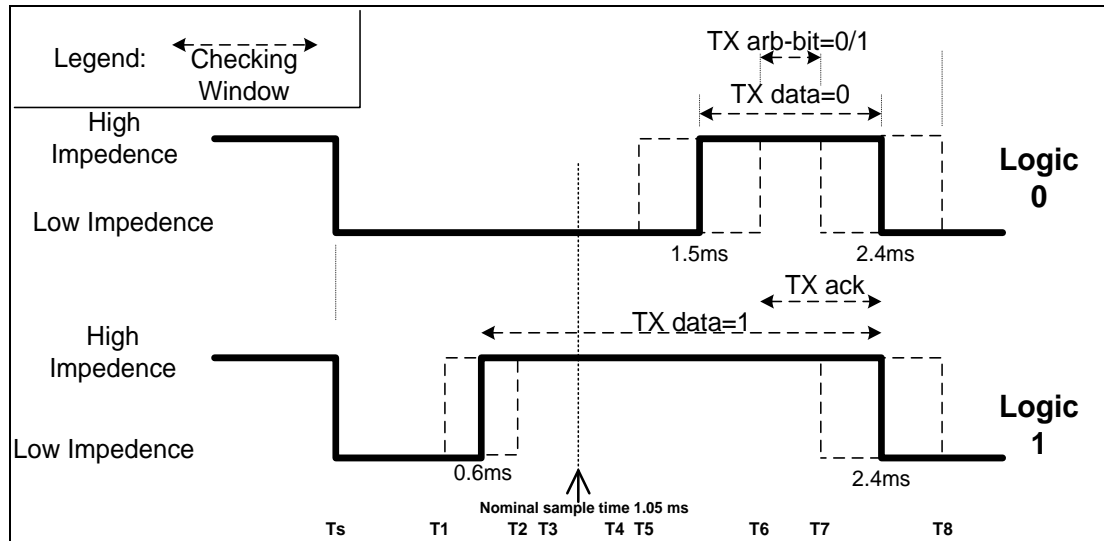 Legend:
Checking
Window
TX arb-bit=0/1
TX data=0
High
Impedence
Low Impedence
Logic
0
1.5ms
2.4ms
TX ack
TX data=1
High
Impedence
Low Impedence
Logic
1
0.6ms
2.4ms
Nominal sample time 1.05 ms
Ts T1 T2 T3 T4 T5 T6 T7 T8